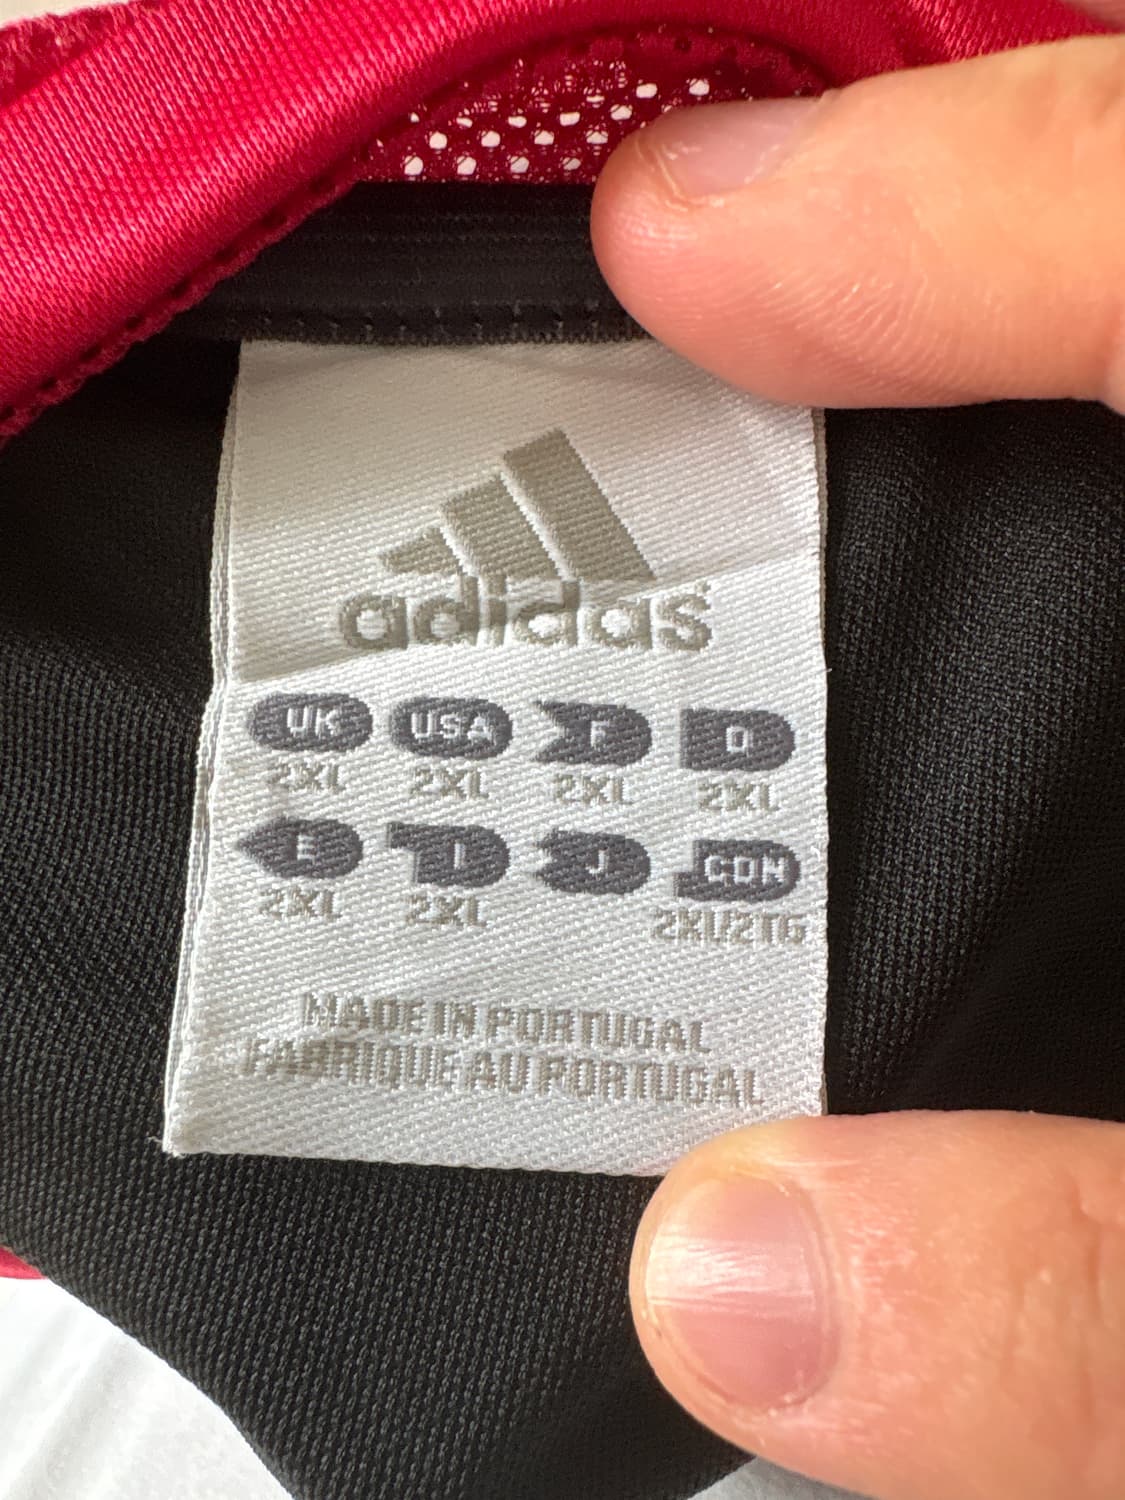 adidas
UK USA F D
2XL 2XL 2XL 2XL
E I J CDN
2XL 2XL 2XL/2TG
MADE IN PORTUGAL
FABRIQUE AU PORTUGAL